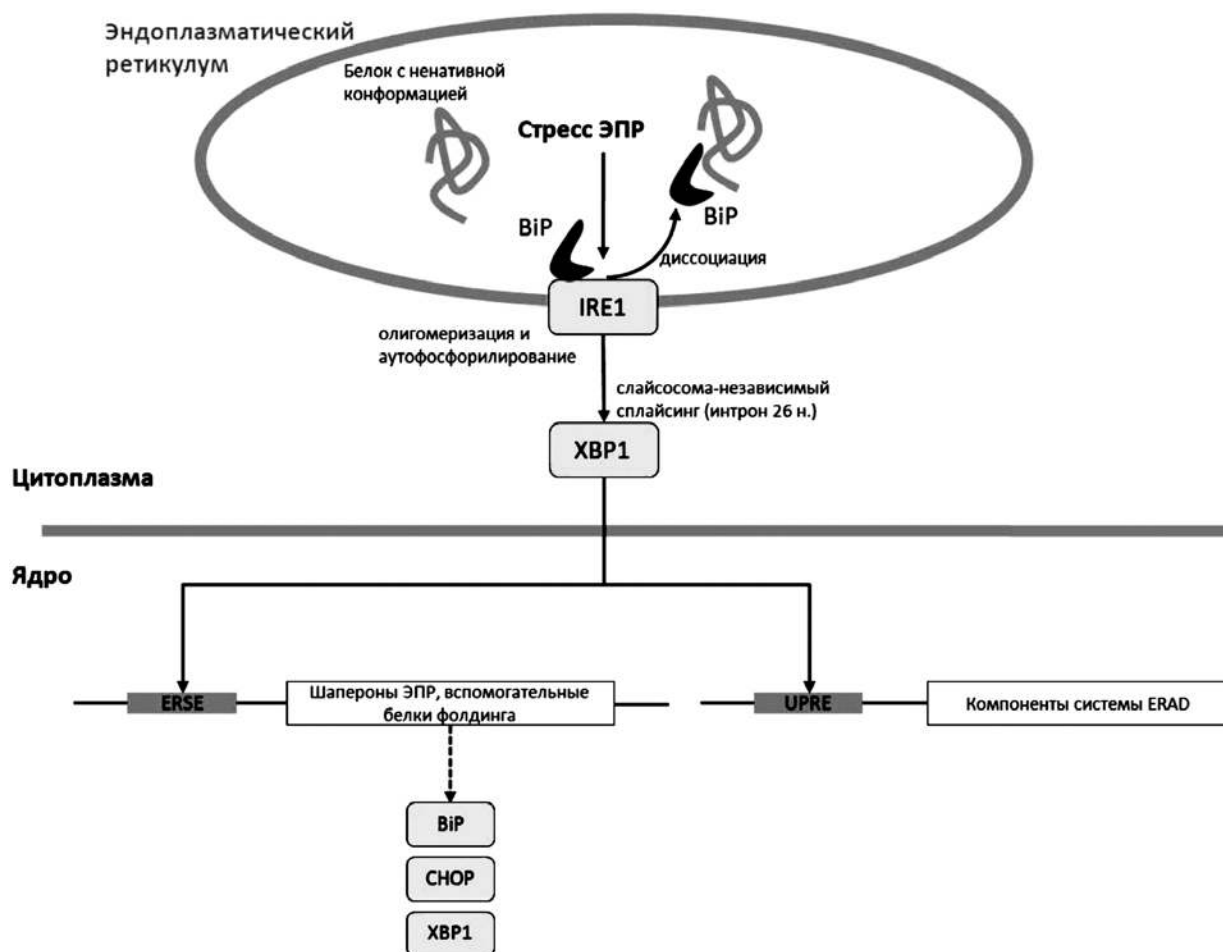 Эндоплазматический
ретикулум
Белок с ненативной
конформацией
Стресс ЭПР
BiP
BiP
диссоциация
IRE1
олигомеризация и
аутофосфорилирование
слайсосома-независимый
сплайсинг (интрон 26 н.)
XBP1
Цитоплазма
Ядро
ERSE
Шапероны ЭПР, вспомогательные
белки фолдинга
UPRE
Компоненты системы ERAD
BiP
CHOP
XBP1